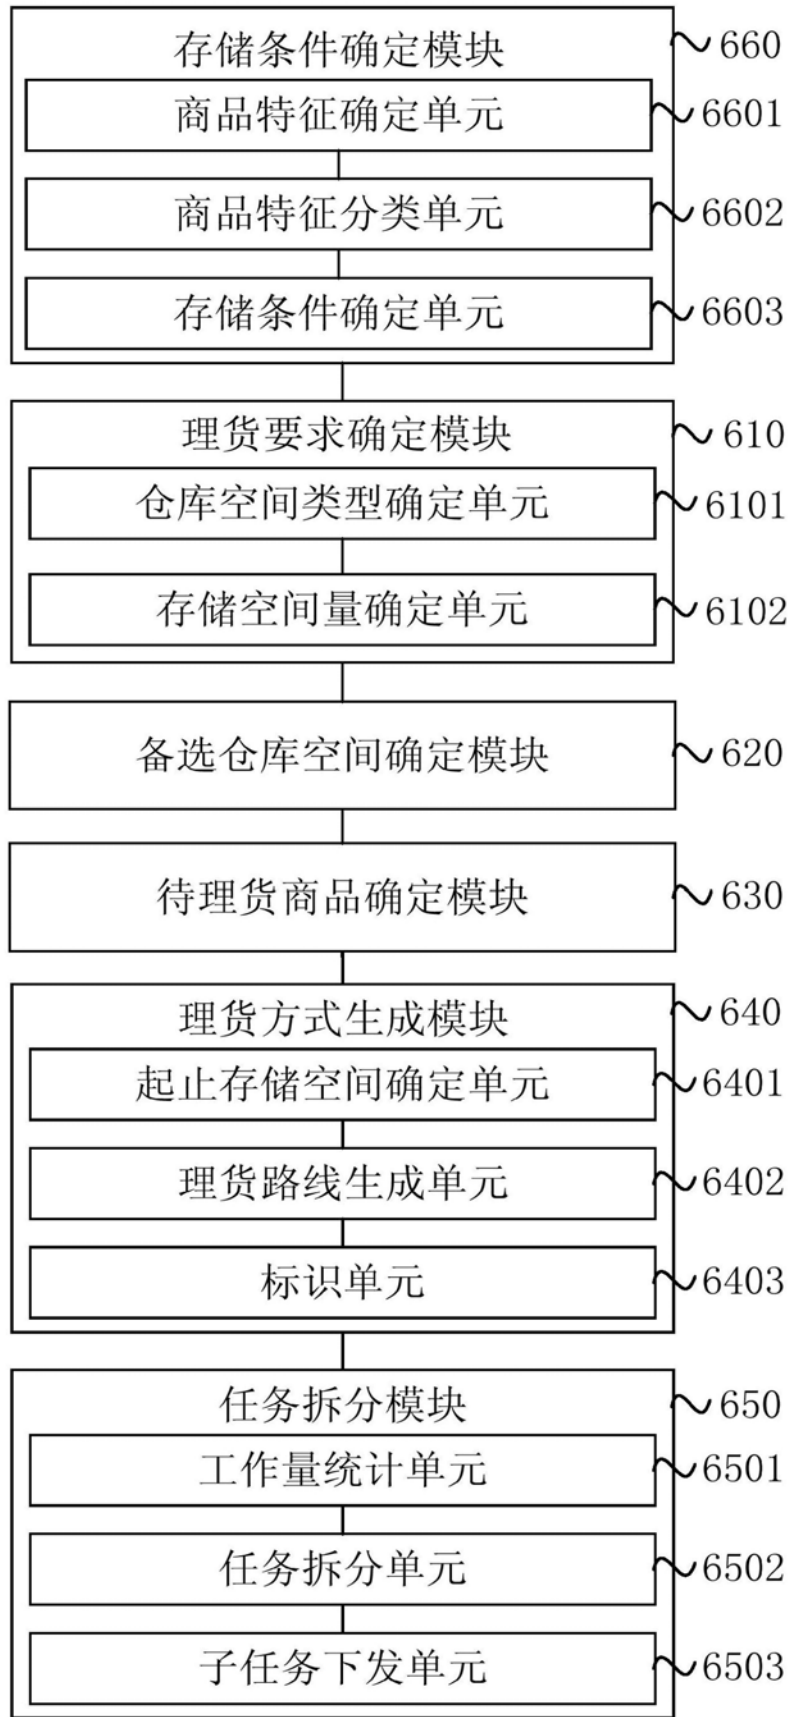 存储条件确定模块 660
商品特征确定单元 6601
商品特征分类单元 6602
存储条件确定单元 6603
理货要求确定模块 610
仓库空间类型确定单元 6101
存储空间量确定单元 6102
备选仓库空间确定模块 620
待理货商品确定模块 630
理货方式生成模块 640
起止存储空间确定单元 6401
理货路线生成单元 6402
标识单元 6403
任务拆分模块 650
工作量统计单元 6501
任务拆分单元 6502
子任务下发单元 6503